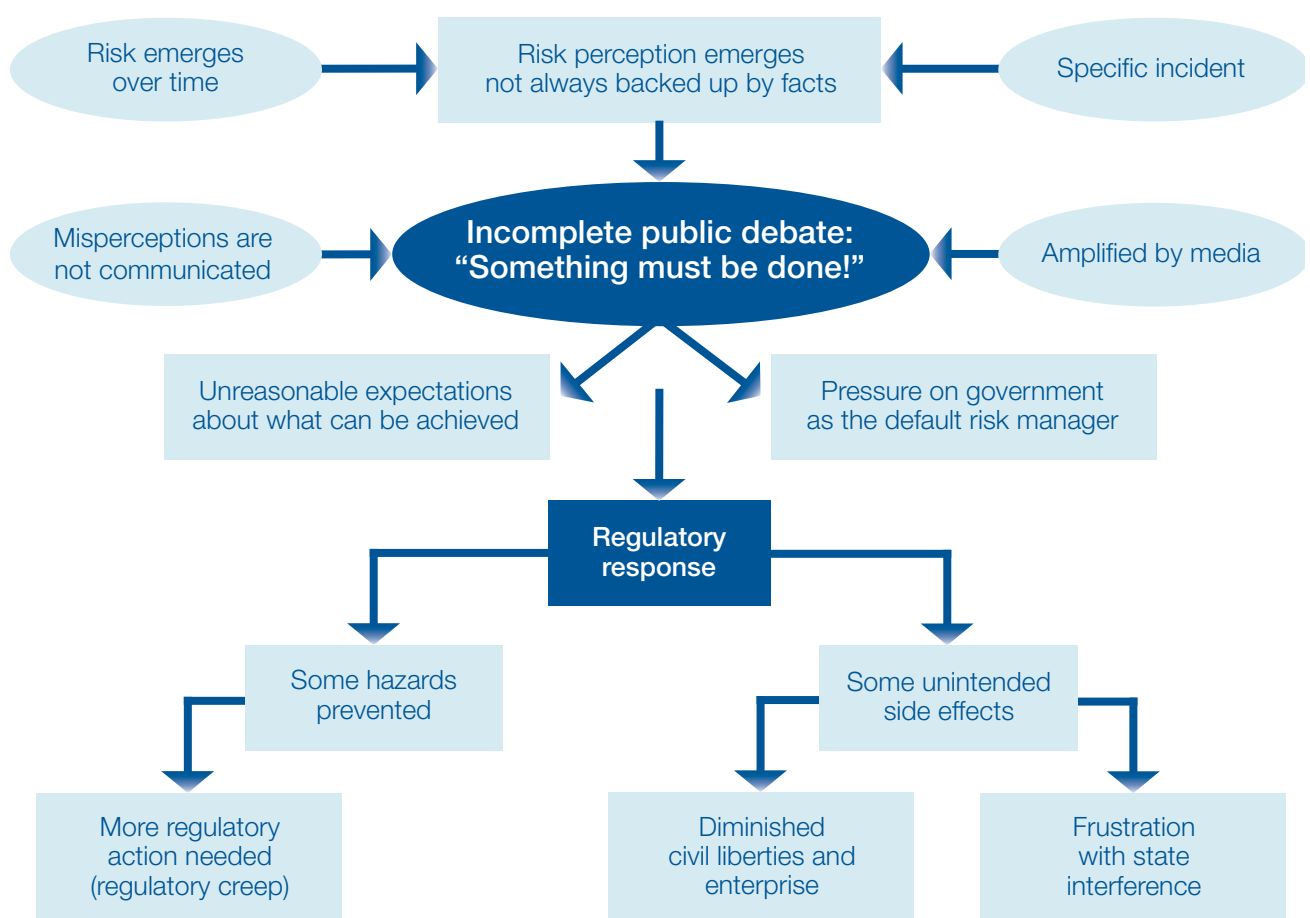 Risk emerges
over time
Risk perception emerges
not always backed up by facts
Specific incident
Misperceptions are
not communicated
Incomplete public debate:
“Something must be done!”
Amplified by media
Unreasonable expectations
about what can be achieved
Pressure on government
as the default risk manager
Regulatory
response
Some hazards
prevented
Some unintended
side effects
More regulatory
action needed
(regulatory creep)
Diminished
civil liberties and
enterprise
Frustration
with state
interference